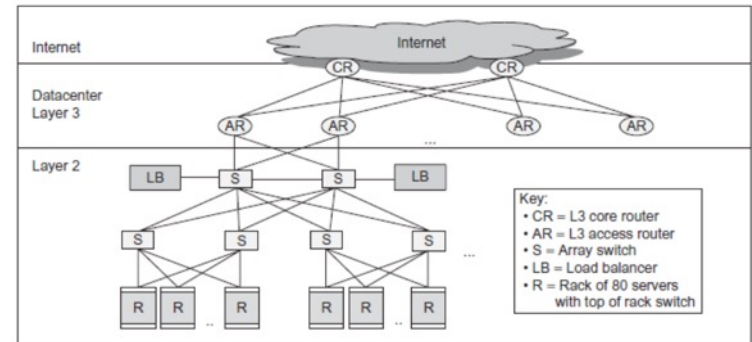 Internet
Internet
CR CR
Datacenter
Layer 3
AR AR AR AR
...
Layer 2
LB S S LB
S S S S
...
R R R R R R
.. ..
Key:
• CR = L3 core router
• AR = L3 access router
• S = Array switch
• LB = Load balancer
• R = Rack of 80 servers
with top of rack switch